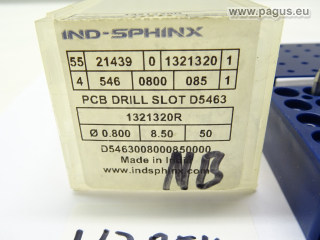 www.pagus.eu
IND-SPHINX
55 21439 0 1321320 1
4 546 0800 085 1
PCB DRILL SLOT D5463
1321320R
Ø 0.800 8.50 50
D5463008000850000
Made in India
www.indsphinx.com
NB